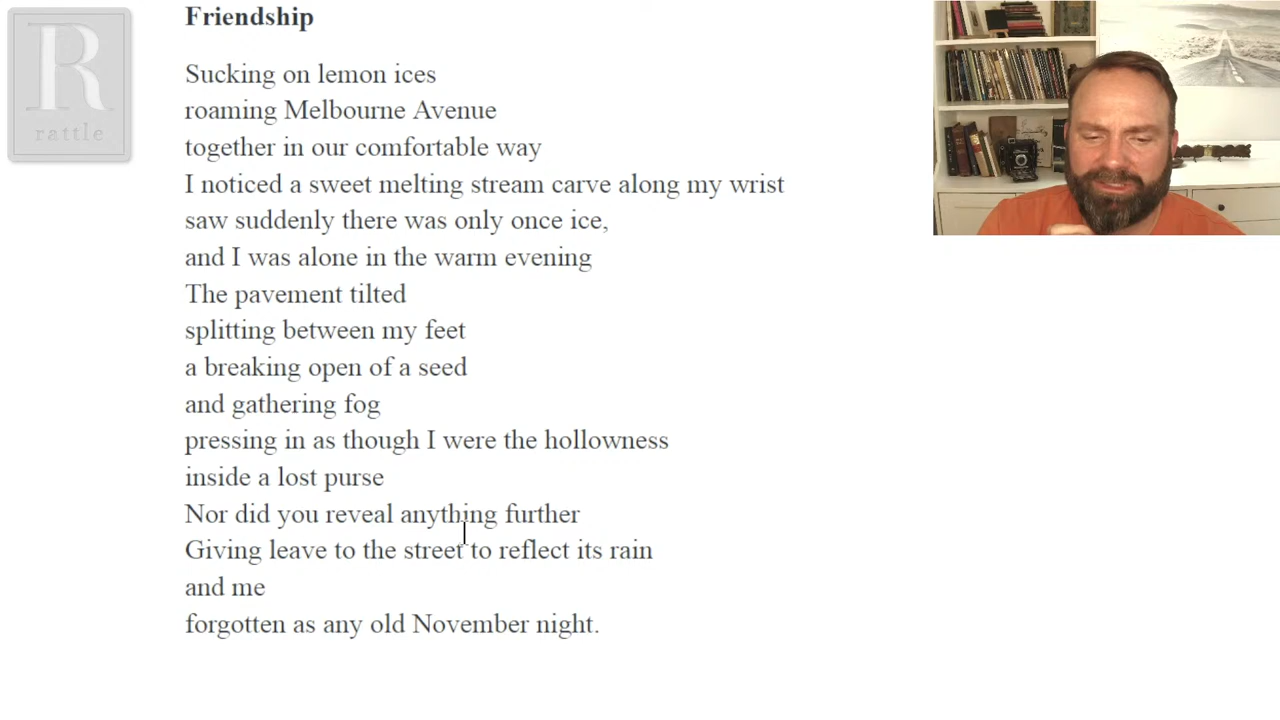 R
rattle
Friendship
Sucking on lemon ices
roaming Melbourne Avenue
together in our comfortable way
I noticed a sweet melting stream carve along my wrist
saw suddenly there was only once ice,
and I was alone in the warm evening
The pavement tilted
splitting between my feet
a breaking open of a seed
and gathering fog
pressing in as though I were the hollowness
inside a lost purse
Nor did you reveal anything further
Giving leave to the street to reflect its rain
and me
forgotten as any old November night.